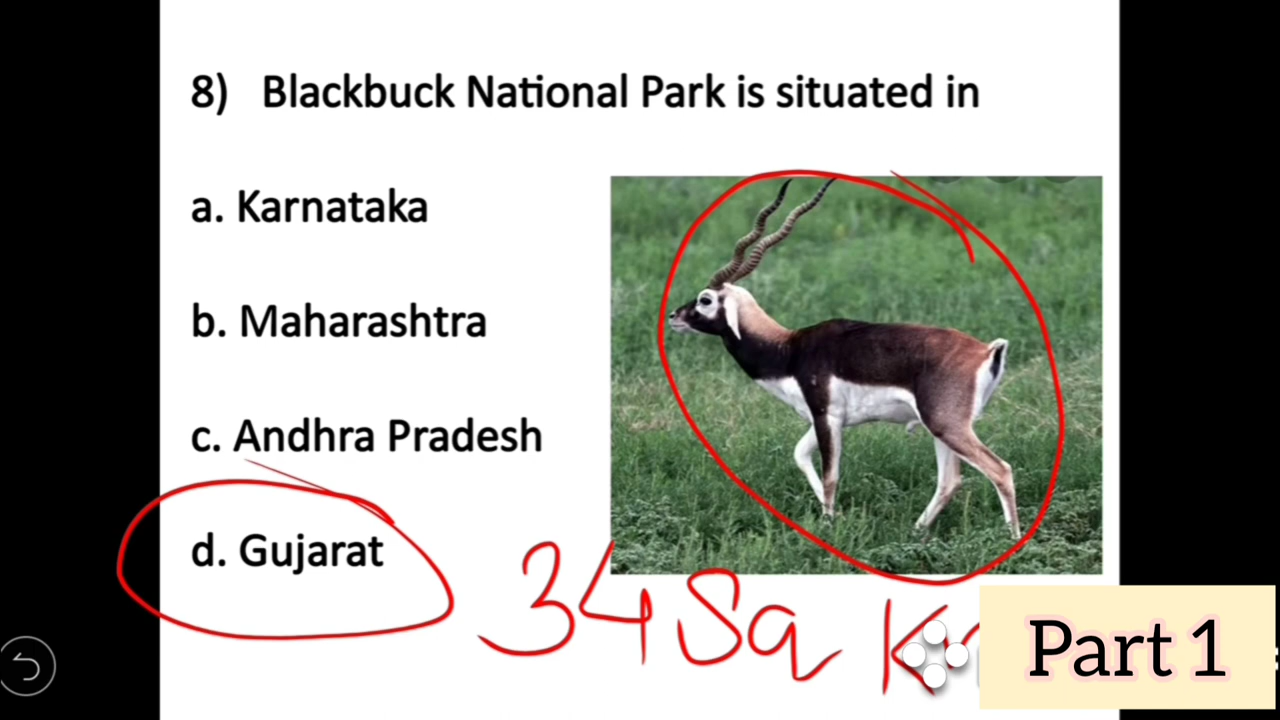 8) Blackbuck National Park is situated in
a. Karnataka
b. Maharashtra
c. Andhra Pradesh
d. Gujarat
34 Sq
Part 1